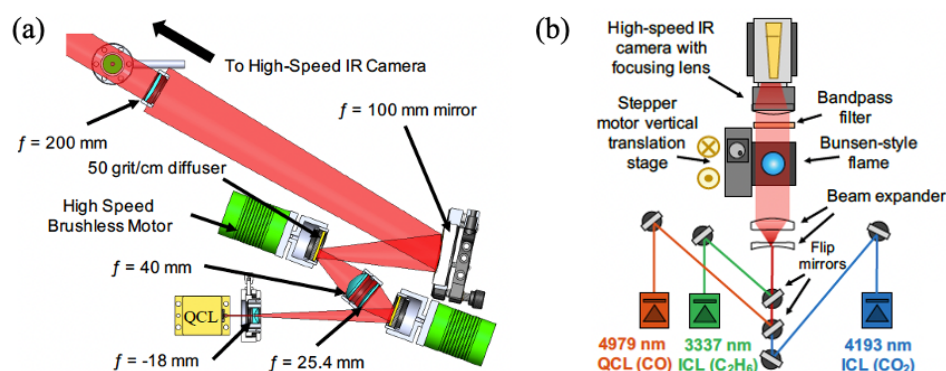 (a)
To High-Speed IR Camera
f = 200 mm
f = 100 mm mirror
50 grit/cm diffuser
High Speed
Brushless Motor
f = 40 mm
QCL
f = -18 mm
f = 25.4 mm
(b)
High-speed IR
camera with
focusing lens
Stepper
motor vertical
translation
stage
Bandpass
filter
Bunsen-style
flame
Beam expander
Flip
mirrors
4979 nm
QCL (CO)
3337 nm
ICL (C₂H₆)
4193 nm
ICL (CO₂)